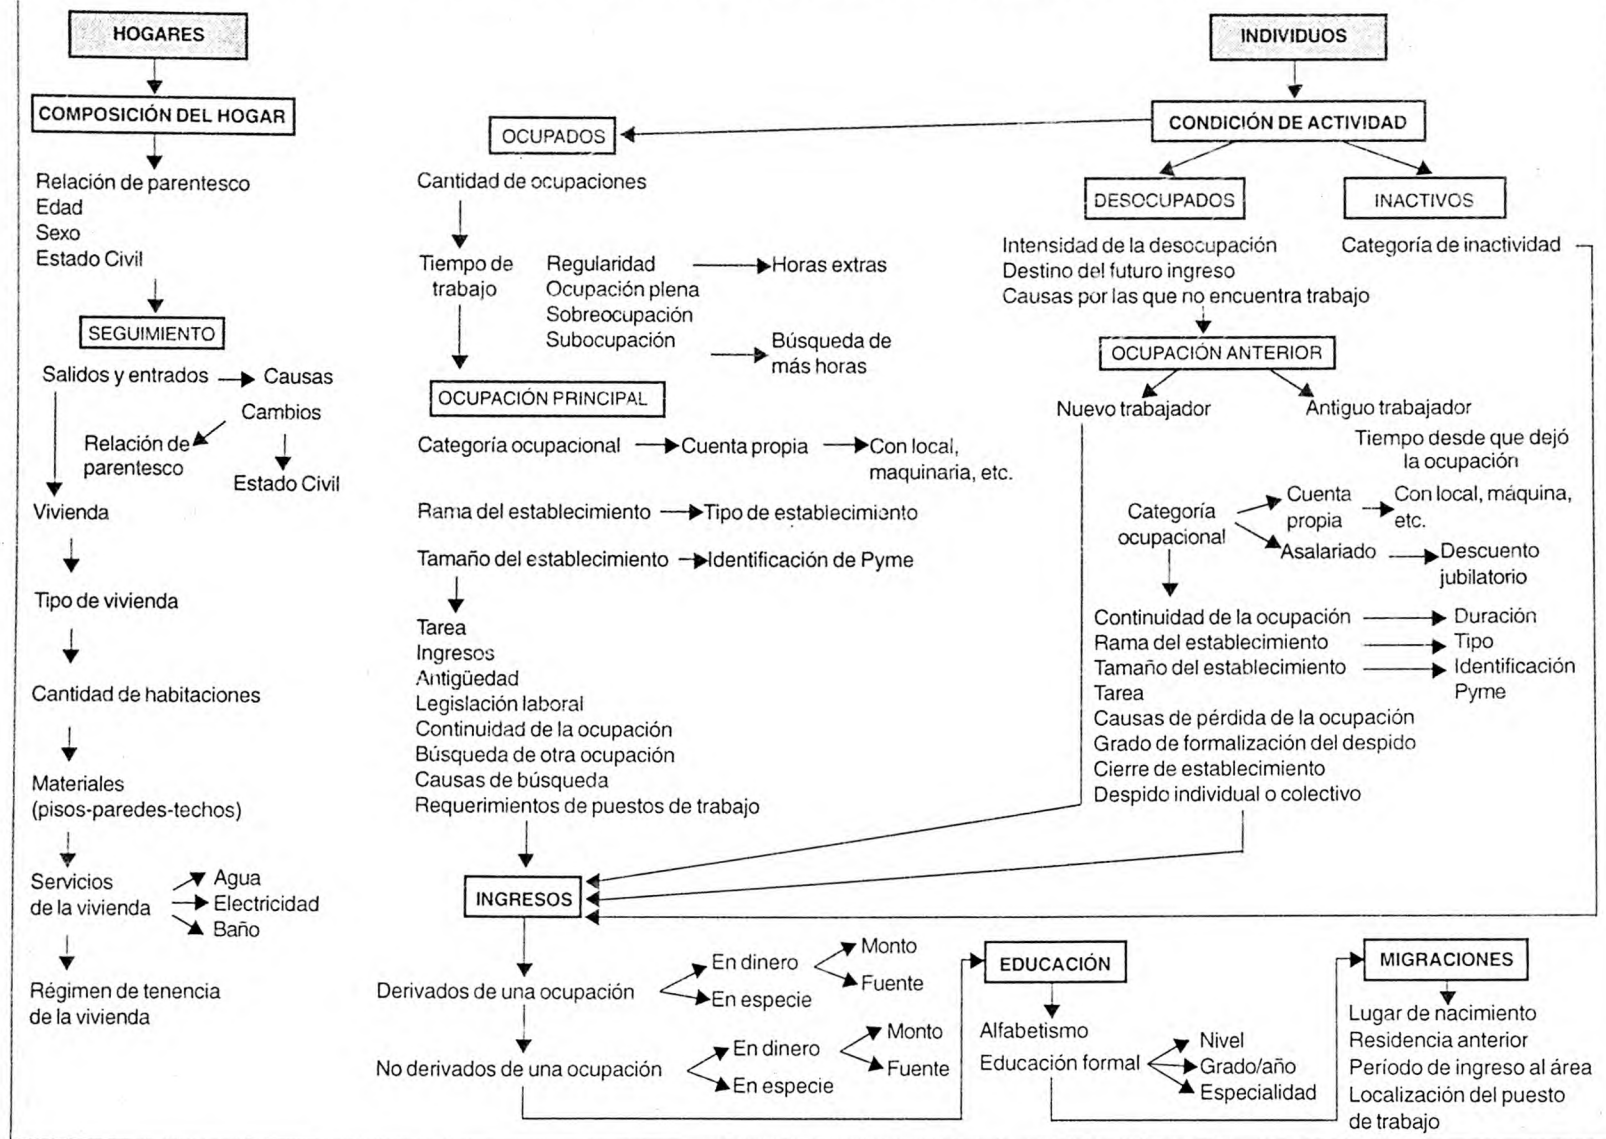 HOGARES
COMPOSICIÓN DEL HOGAR
Relación de parentesco
Edad
Sexo
Estado Civil
SEGUIMIENTO
Salidos y entrados
Causas
Cambios
Relación de
parentesco
Estado Civil
Vivienda
Tipo de vivienda
Cantidad de habitaciones
Materiales
(pisos-paredes-techos)
Servicios
de la vivienda
Agua
Electricidad
Baño
Régimen de tenencia
de la vivienda
INDIVIDUOS
CONDICIÓN DE ACTIVIDAD
OCUPADOS
Cantidad de ocupaciones
Tiempo de
trabajo
Regularidad
Ocupación plena
Sobreocupación
Subocupación
Horas extras
Búsqueda de
más horas
OCUPACIÓN PRINCIPAL
Categoría ocupacional
Cuenta propia
Con local,
maquinaria, etc.
Rama del establecimiento
Tipo de establecimiento
Tamaño del establecimiento
Identificación de Pyme
Tarea
Ingresos
Antigüedad
Legislación laboral
Continuidad de la ocupación
Búsqueda de otra ocupación
Causas de búsqueda
Requerimientos de puestos de trabajo
DESOCUPADOS
Intensidad de la desocupación
Destino del futuro ingreso
Causas por las que no encuentra trabajo
INACTIVOS
Categoría de inactividad
OCUPACIÓN ANTERIOR
Nuevo trabajador
Antiguo trabajador
Tiempo desde que dejó
la ocupación
Categoría
ocupacional
Cuenta
propia
Con local, máquina,
etc.
Asalariado
Descuento
jubilatorio
Continuidad de la ocupación
Duración
Rama del establecimiento
Tipo
Tamaño del establecimiento
Identificación
Pyme
Tarea
Causas de pérdida de la ocupación
Grado de formalización del despido
Cierre de establecimiento
Despido individual o colectivo
INGRESOS
Derivados de una ocupación
En dinero
Monto
Fuente
En especie
No derivados de una ocupación
En dinero
Monto
Fuente
En especie
EDUCACIÓN
Alfabetismo
Educación formal
Nivel
Grado/año
Especialidad
MIGRACIONES
Lugar de nacimiento
Residencia anterior
Período de ingreso al área
Localización del puesto
de trabajo